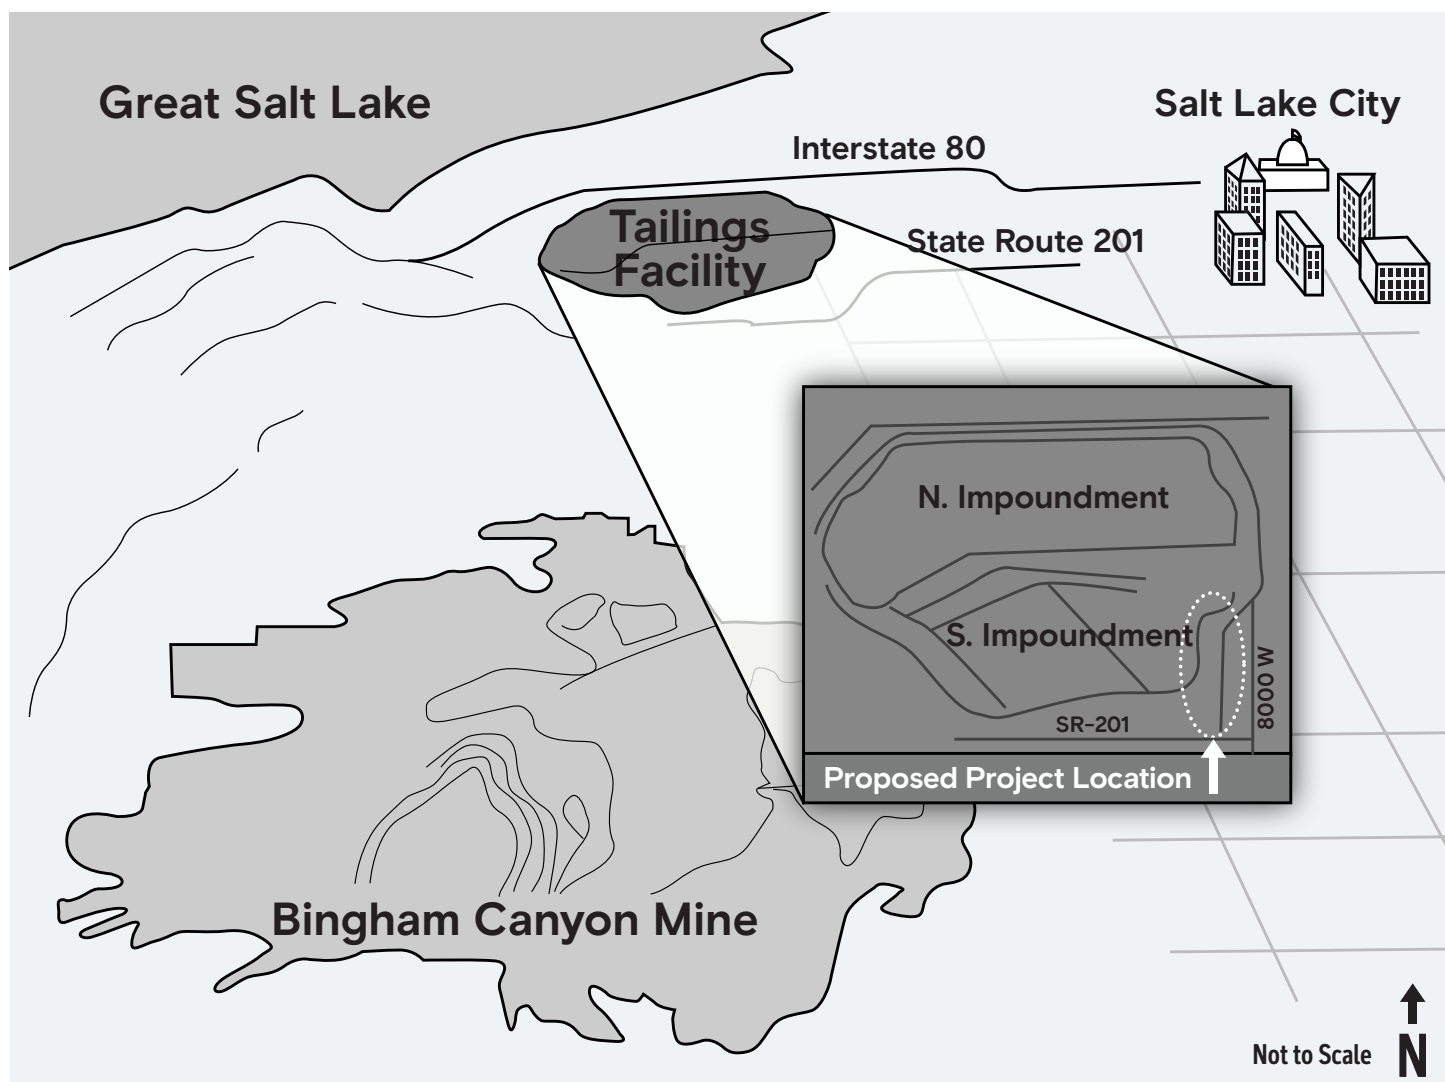 Great Salt Lake
Salt Lake City
Interstate 80
Tailings
Facility
State Route 201
N. Impoundment
S. Impoundment
8000 W
SR-201
Proposed Project Location
Bingham Canyon Mine
Not to Scale
N